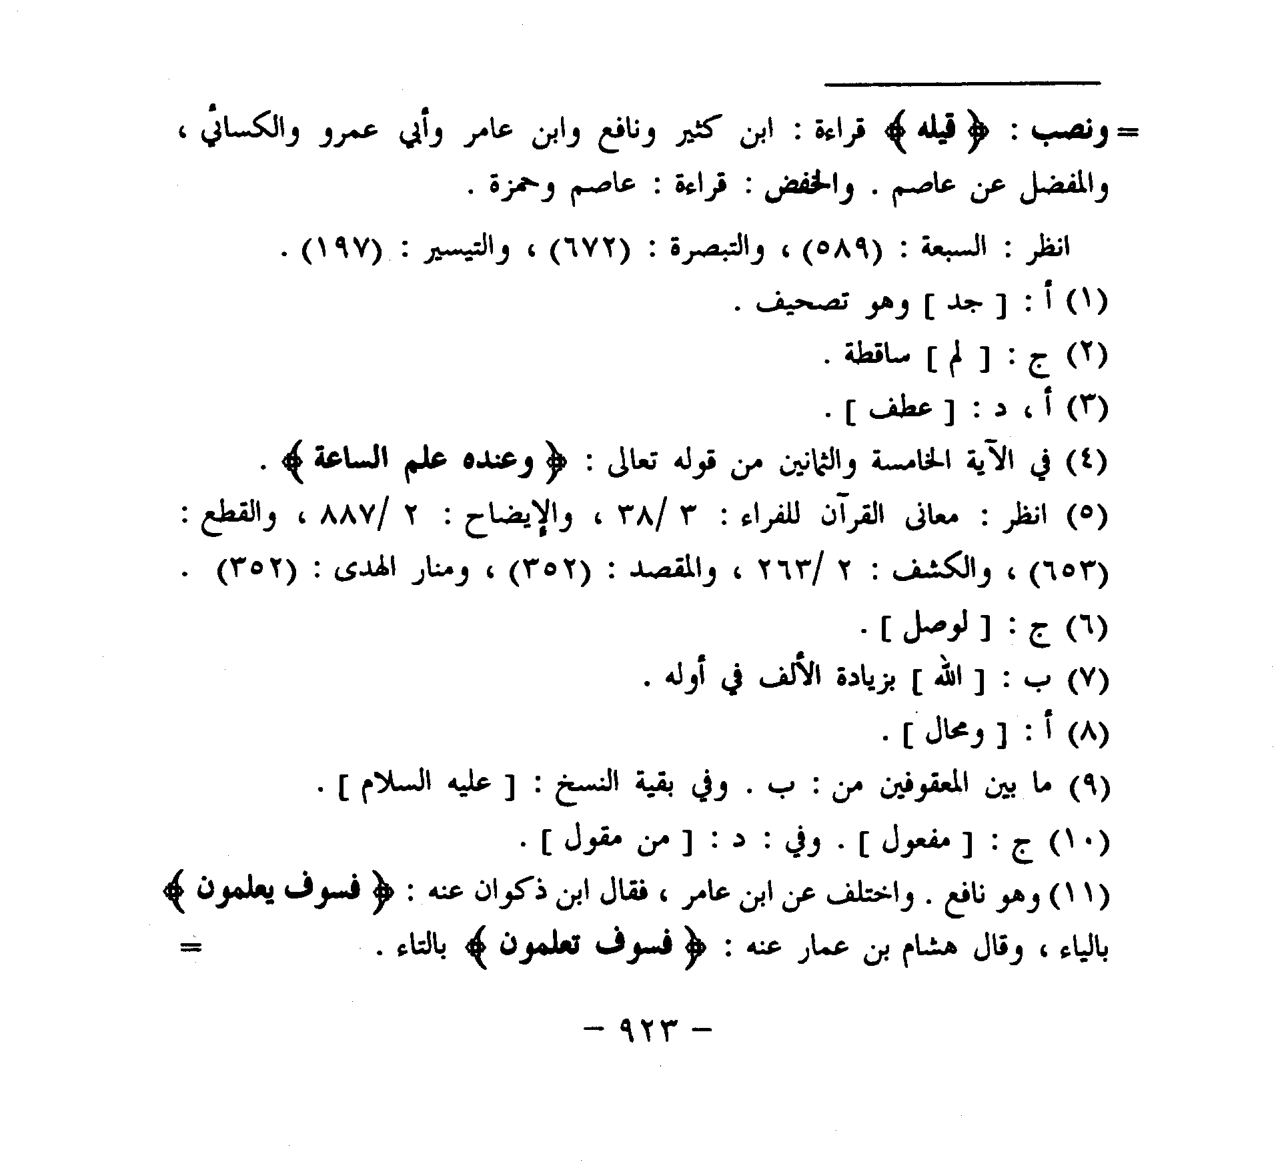 = ونصب : ﴿ قيله ﴾ قراءة : ابن كثير ونافع وابن عامر وأبي عمرو والكسائي ،
والمفضل عن عاصم . والخفض : قراءة : عاصم وحمزة .
انظر : السبعة : (٥٨٩) ، والتبصرة : (٦٧٢) ، والتيسير : (١٩٧) .
(١) أ : [ جد ] وهو تصحيف .
(٢) ج : [ لم ] ساقطة .
(٣) أ ، د : [ عطف ] .
(٤) في الآية الخامسة والثمانين من قوله تعالى : ﴿ وعنده علم الساعة ﴾ .
(٥) انظر : معانى القرآن للفراء : ٣ /٣٨ ، والإيضاح : ٢ /٨٨٧ ، والقطع :
(٦٥٣) ، والكشف : ٢ /٢٦٣ ، والمقصد : (٣٥٢) ، ومنار الهدى : (٣٥٢) .
(٦) ج : [ لوصل ] .
(٧) ب : [ الله ] بزيادة الألف في أوله .
(٨) أ : [ ومحال ] .
(٩) ما بين المعقوفين من : ب . وفي بقية النسخ : [ عليه السلام ] .
(١٠) ج : [ مفعول ] . وفي : د : [ من مقول ] .
(١١) وهو نافع . واختلف عن ابن عامر ، فقال ابن ذكوان عنه : ﴿ فسوف يعلمون ﴾
بالياء ، وقال هشام بن عمار عنه : ﴿ فسوف تعلمون ﴾ بالتاء . =
– ٩٢٣ –